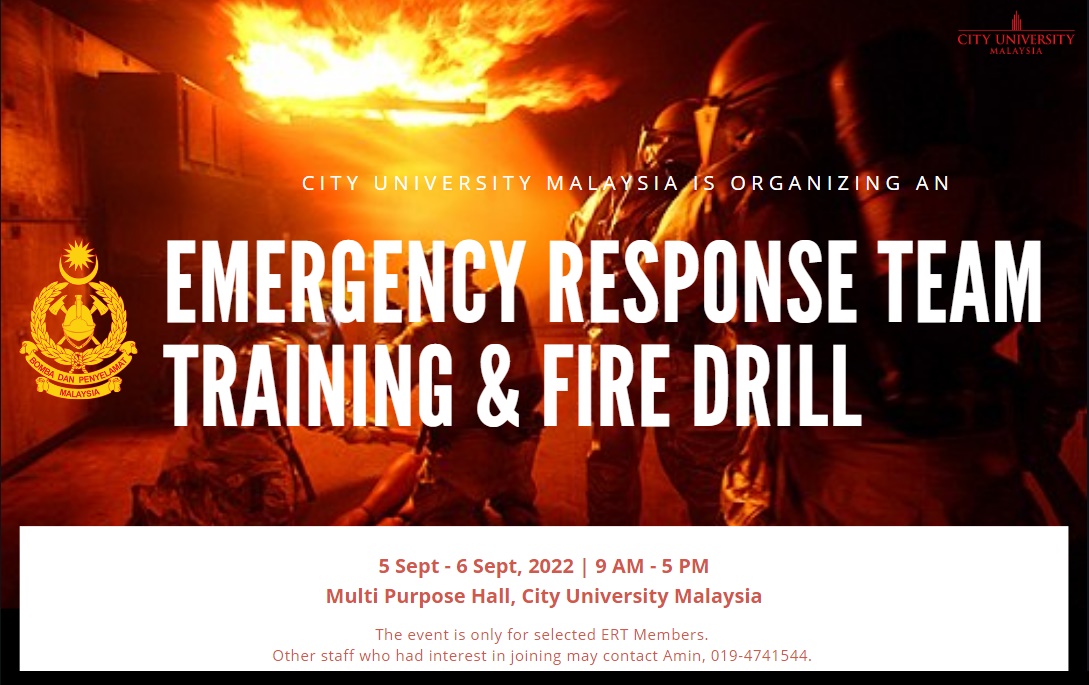 CITY UNIVERSITY
MALAYSIA
CITY UNIVERSITY MALAYSIA IS ORGANIZING AN
EMERGENCY RESPONSE TEAM
TRAINING & FIRE DRILL
BOMBA DAN PENYELAMAT
MALAYSIA
5 Sept - 6 Sept, 2022 | 9 AM - 5 PM
Multi Purpose Hall, City University Malaysia
The event is only for selected ERT Members.
Other staff who had interest in joining may contact Amin, 019-4741544.